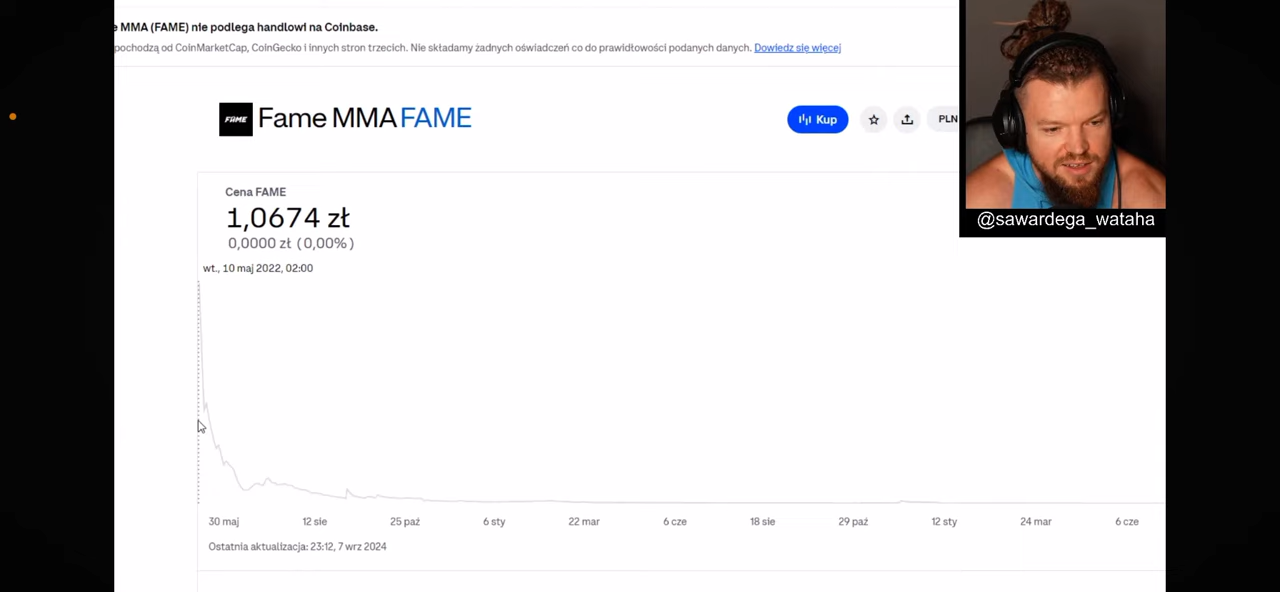 e MMA (FAME) nie podlega handlowi na Coinbase.
pochodzą od CoinMarketCap, CoinGecko i innych stron trzecich. Nie składamy żadnych oświadczeń co do prawidłowości podanych danych. Dowiedz się więcej
FAME
Fame MMA FAME
Kup
PLN
@sawardega_wataha
Cena FAME
1,0674 zł
0,0000 zł (0,00%)
wt., 10 maj 2022, 02:00
30 maj
12 sie
25 paź
6 sty
22 mar
6 cze
18 sie
29 paź
12 sty
24 mar
6 cze
Ostatnia aktualizacja: 23:12, 7 wrz 2024